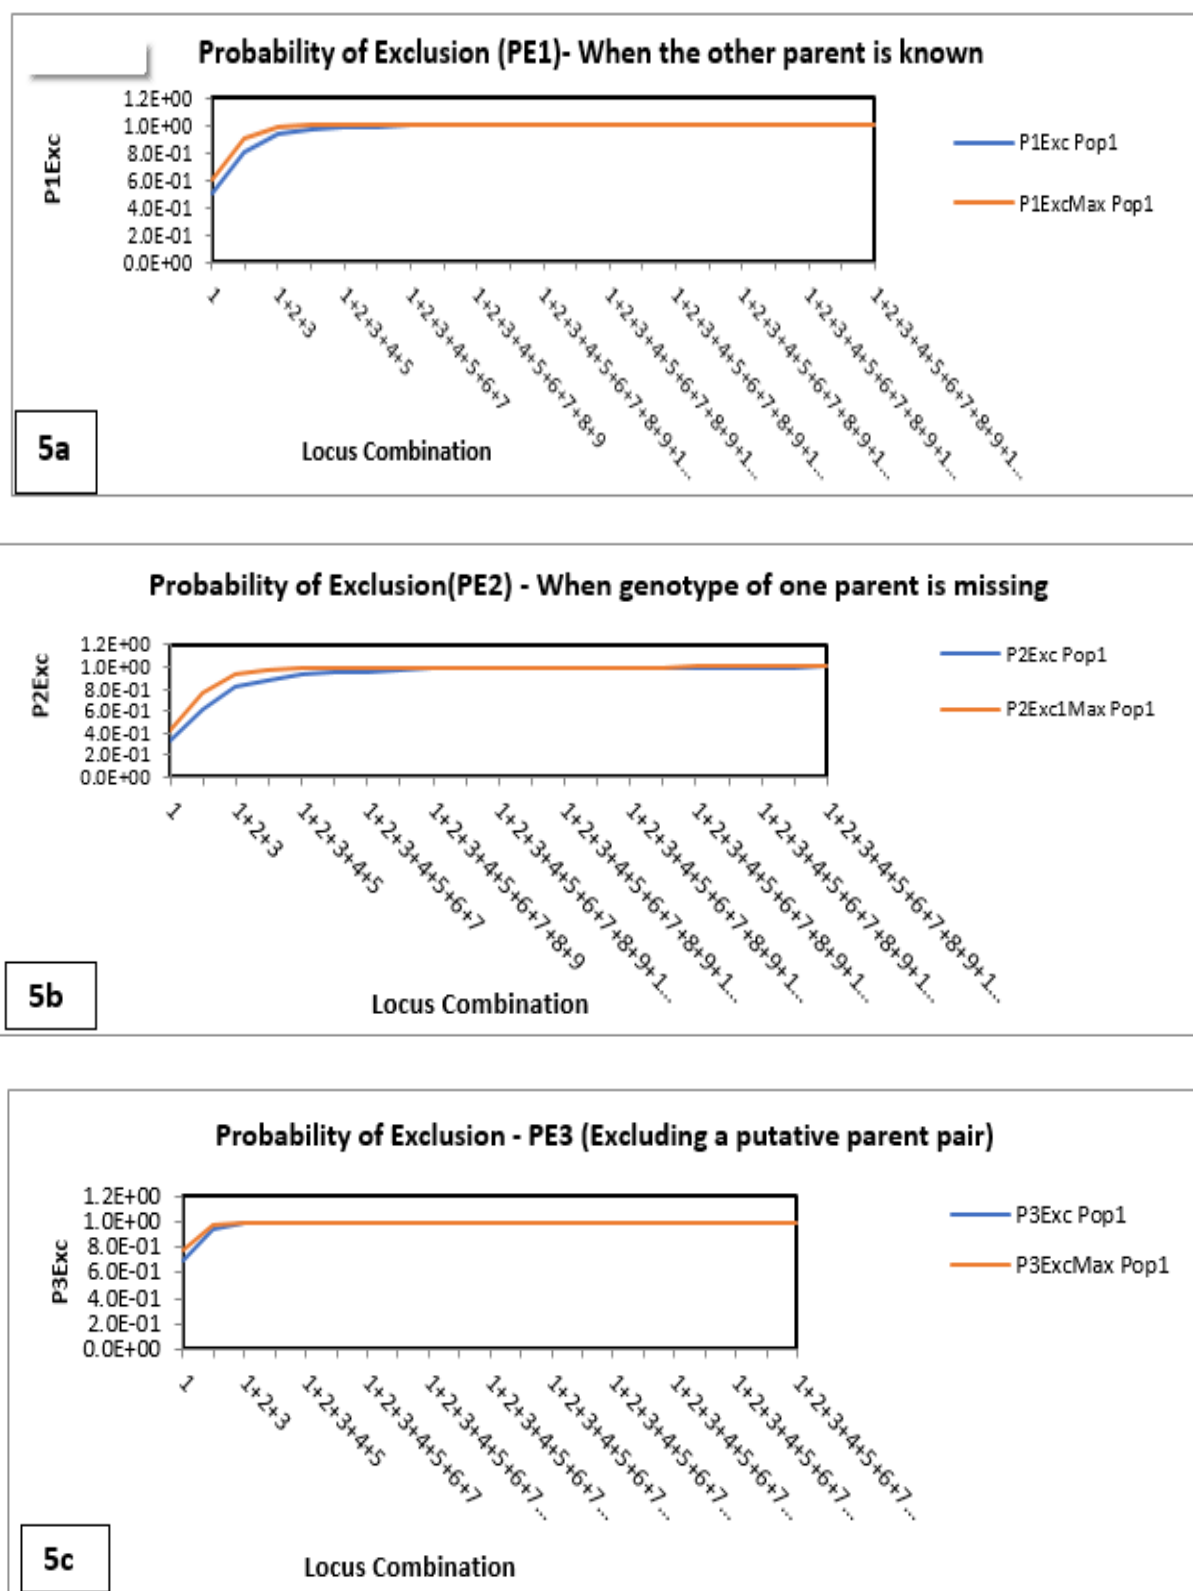 Probability of Exclusion (PE1)- When the other parent is known
P1Exc
1.2E+00
1.0E+00
8.0E-01
6.0E-01
4.0E-01
2.0E-01
0.0E+00
P1Exc Pop1
P1ExcMax Pop1
1
1+2+3
1+2+3+4+5
1+2+3+4+5+6+7
1+2+3+4+5+6+7+8+9
1+2+3+4+5+6+7+8+9+1...
1+2+3+4+5+6+7+8+9+1...
1+2+3+4+5+6+7+8+9+1...
1+2+3+4+5+6+7+8+9+1...
1+2+3+4+5+6+7+8+9+1...
1+2+3+4+5+6+7+8+9+1...
Locus Combination
5a
Probability of Exclusion(PE2) - When genotype of one parent is missing
P2Exc
1.2E+00
1.0E+00
8.0E-01
6.0E-01
4.0E-01
2.0E-01
0.0E+00
P2Exc Pop1
P2Exc1Max Pop1
1
1+2+3
1+2+3+4+5
1+2+3+4+5+6+7
1+2+3+4+5+6+7+8+9
1+2+3+4+5+6+7+8+9+1...
1+2+3+4+5+6+7+8+9+1...
1+2+3+4+5+6+7+8+9+1...
1+2+3+4+5+6+7+8+9+1...
1+2+3+4+5+6+7+8+9+1...
1+2+3+4+5+6+7+8+9+1...
Locus Combination
5b
Probability of Exclusion - PE3 (Excluding a putative parent pair)
P3Exc
1.2E+00
1.0E+00
8.0E-01
6.0E-01
4.0E-01
2.0E-01
0.0E+00
P3Exc Pop1
P3ExcMax Pop1
1
1+2+3
1+2+3+4+5
1+2+3+4+5+6+7
1+2+3+4+5+6+7...
1+2+3+4+5+6+7...
1+2+3+4+5+6+7...
1+2+3+4+5+6+7...
1+2+3+4+5+6+7...
1+2+3+4+5+6+7...
1+2+3+4+5+6+7...
Locus Combination
5c